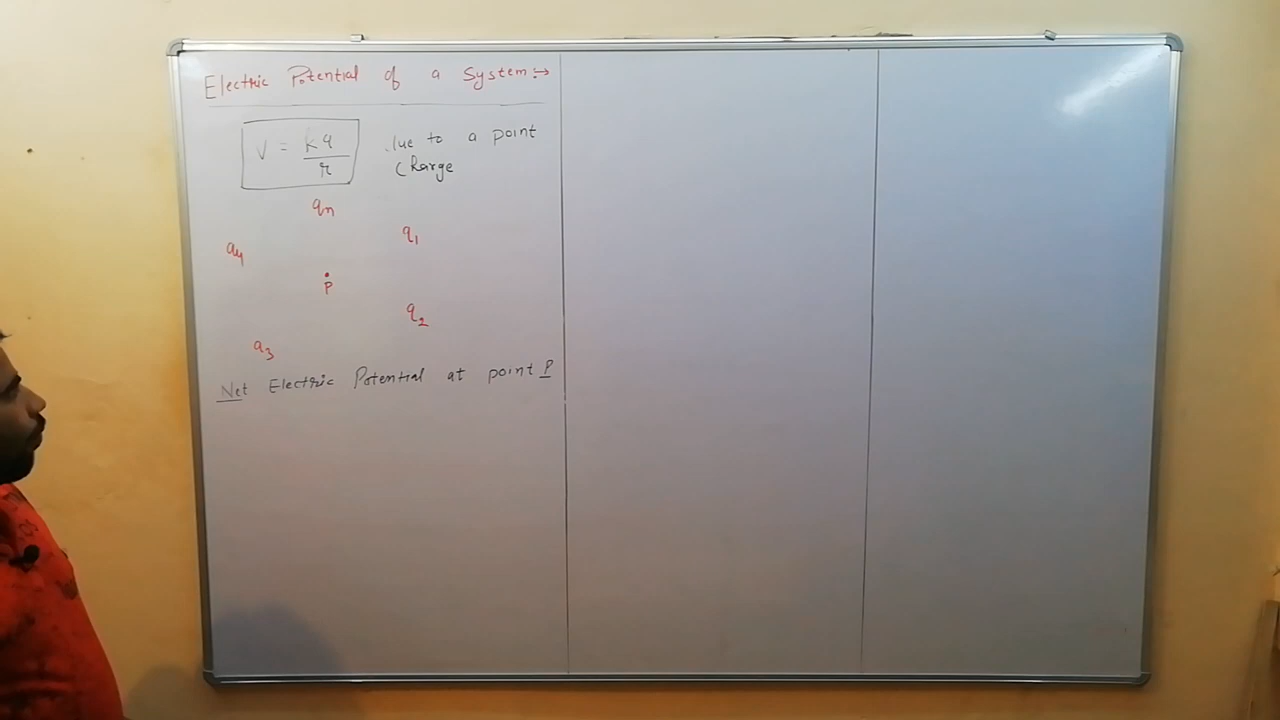 Electric Potential of a System:→
V = kq/r due to a point
charge
qn
q1
q4
P
q2
q3
Net Electric Potential at point P